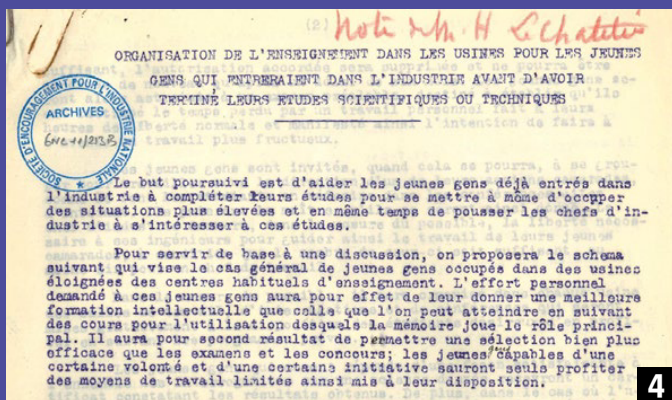 Note de M. H Le Chatelier
(2)
ORGANISATION DE L'ENSEIGNEMENT DANS LES USINES POUR LES JEUNES
GENS QUI ENTRERAIENT DANS L'INDUSTRIE AVANT D'AVOIR
TERMINÉ LEURS ETUDES SCIENTIFIQUES OU TECHNIQUES
SOCIÉTÉ D'ENCOURAGEMENT POUR L'INDUSTRIE NATIONALE
ARCHIVES
Le but poursuivi est d'aider les jeunes gens déjà entrés dans
l'industrie à compléter leurs études pour se mettre à même d'occuper
des situations plus élevées et en même temps de pousser les chefs d'in-
dustrie à s'intéresser à ces études.
Pour servir de base à une discussion, on proposera le schema
suivant qui vise le cas général de jeunes gens occupés dans des usines
éloignées des centres habituels d'enseignement. L'effort personnel
demandé à ces jeunes gens aura pour effet de leur donner une meilleure
formation intellectuelle que celle que l'on peut atteindre en suivant
des cours pour l'utilisation desquels la mémoire joue le rôle princi-
pal. Il aura pour second résultat de permettre une sélection bien plus
efficace que les examens et les concours; les jeunes gens capables d'une
certaine volonté et d'une certaine initiative sauront seuls profiter
des moyens de travail limités ainsi mis à leur disposition.
4